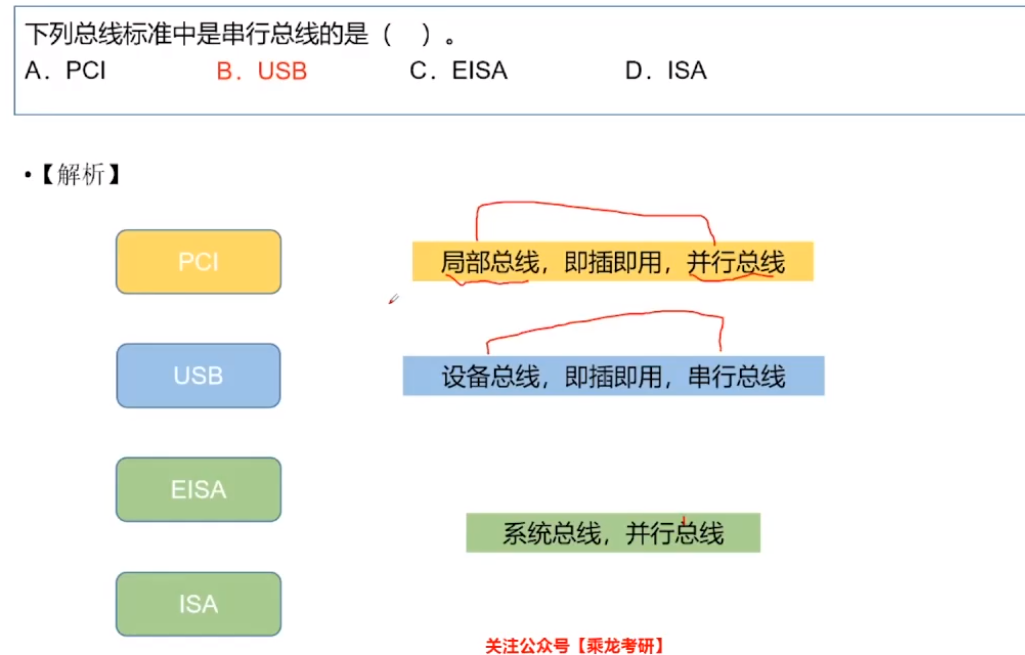 下列总线标准中是串行总线的是（ ）。
A．PCI B．USB C．EISA D．ISA
•【解析】
PCI 局部总线，即插即用，并行总线
USB 设备总线，即插即用，串行总线
EISA
系统总线，并行总线
ISA
关注公众号【乘龙考研】